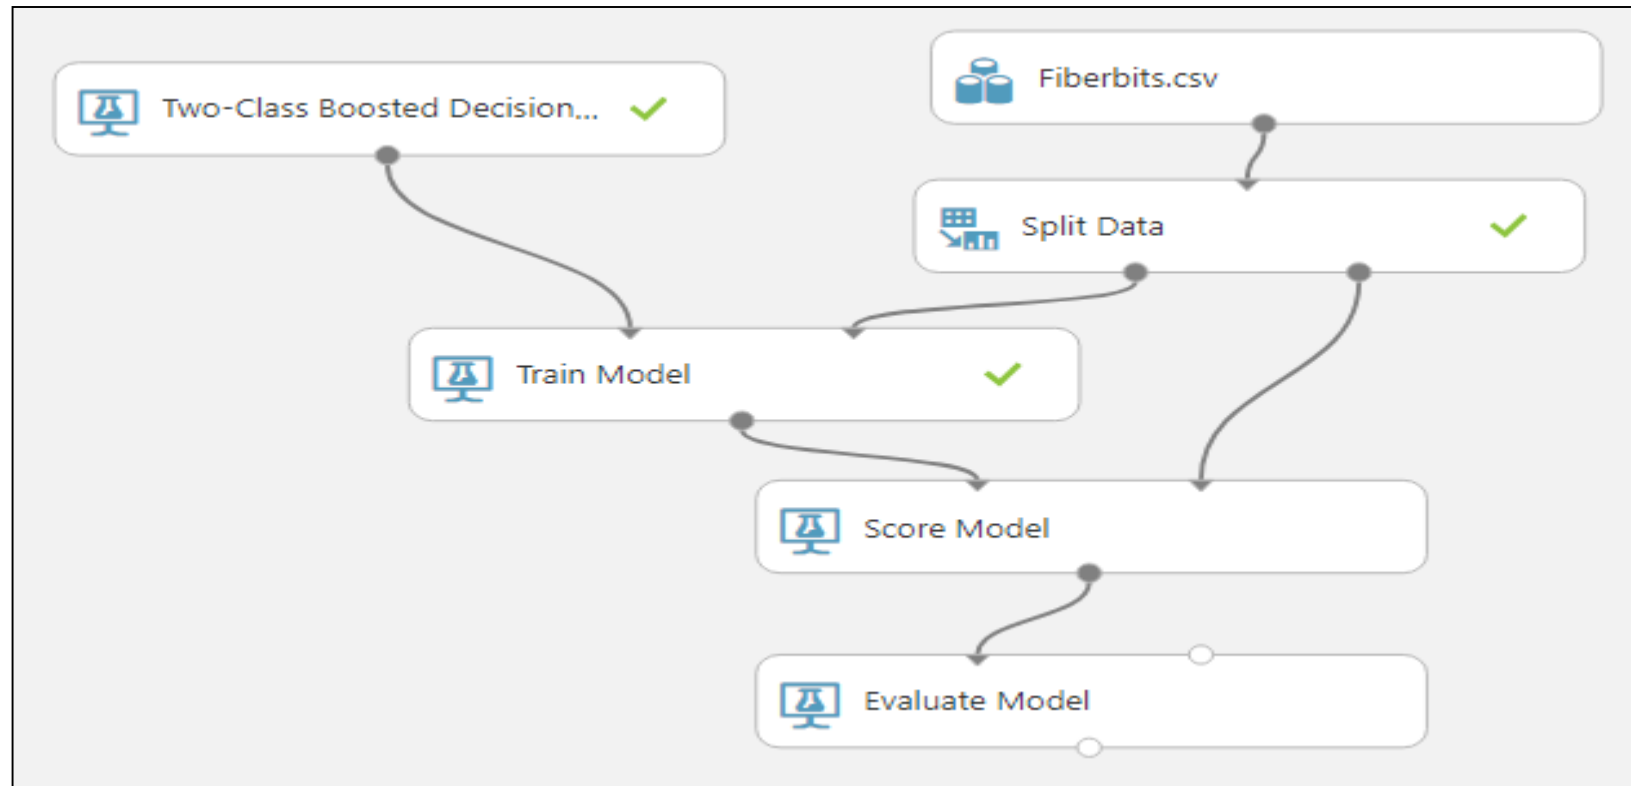 Two-Class Boosted Decision...
Fiberbits.csv
Split Data
Train Model
Score Model
Evaluate Model